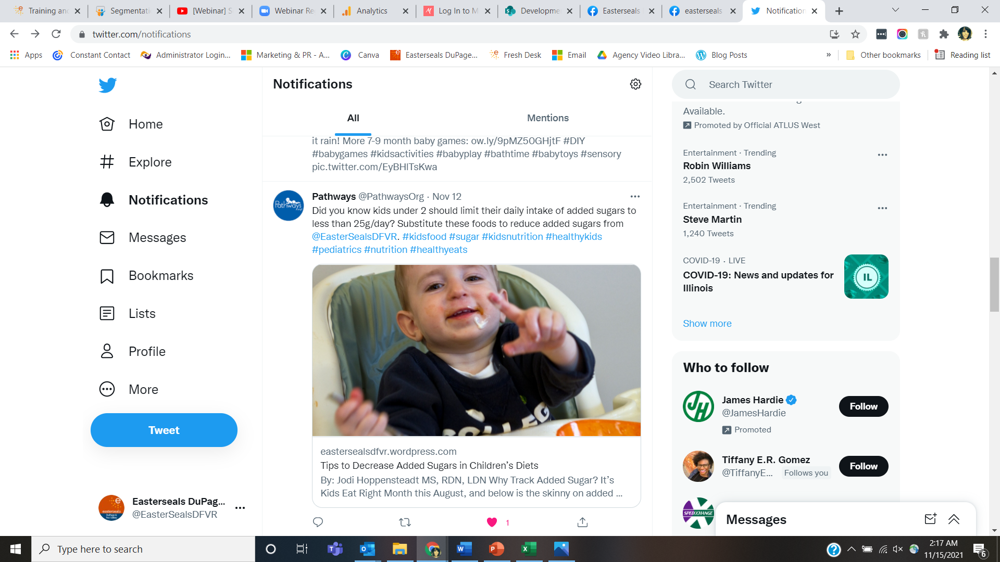 Training and
Segmentati
[Webinar] S
Webinar Re
Analytics
Log In to M
Developme
Easterseals
easterseals
Notification
twitter.com/notifications
Apps
Constant Contact
Administrator Login...
Marketing & PR - A...
Canva
Easterseals DuPage...
Fresh Desk
Email
Agency Video Libra...
Blog Posts
»
Other bookmarks
Reading list
Home
Explore
Notifications
Messages
Bookmarks
Lists
Profile
More
Tweet
Easterseals DuPag...
@EasterSealsDFVR
Notifications
All
Mentions
it rain! More 7-9 month baby games: ow.ly/9pMZ50GHjtF #DIY
#babygames #kidsactivities #babyplay #bathtime #babytoys #sensory
pic.twitter.com/EyBHlTsKwa
Pathways
Pathways @PathwaysOrg · Nov 12
Did you know kids under 2 should limit their daily intake of added sugars to
less than 25g/day? Substitute these foods to reduce added sugars from
@EasterSealsDFVR. #kidsfood #sugar #kidsnutrition #healthykids
#pediatrics #nutrition #healthyeats
eastersealsdfvr.wordpress.com
Tips to Decrease Added Sugars in Children's Diets
By: Jodi Hoppensteadt MS, RDN, LDN Why Track Added Sugar? It's
Kids Eat Right Month this August, and below is the skinny on added ...
1
Search Twitter
Available.
Promoted by Official ATLUS West
Entertainment · Trending
Robin Williams
2,502 Tweets
Entertainment · Trending
Steve Martin
1,240 Tweets
COVID-19 · LIVE
COVID-19: News and updates for
Illinois
IL
Show more
Who to follow
JH
James Hardie
@JamesHardie
Promoted
Follow
Tiffany E.R. Gomez
@TiffanyE... Follows you
Follow
SPEDXCHANGE
Messages
Type here to search
2:17 AM
11/15/2021
6